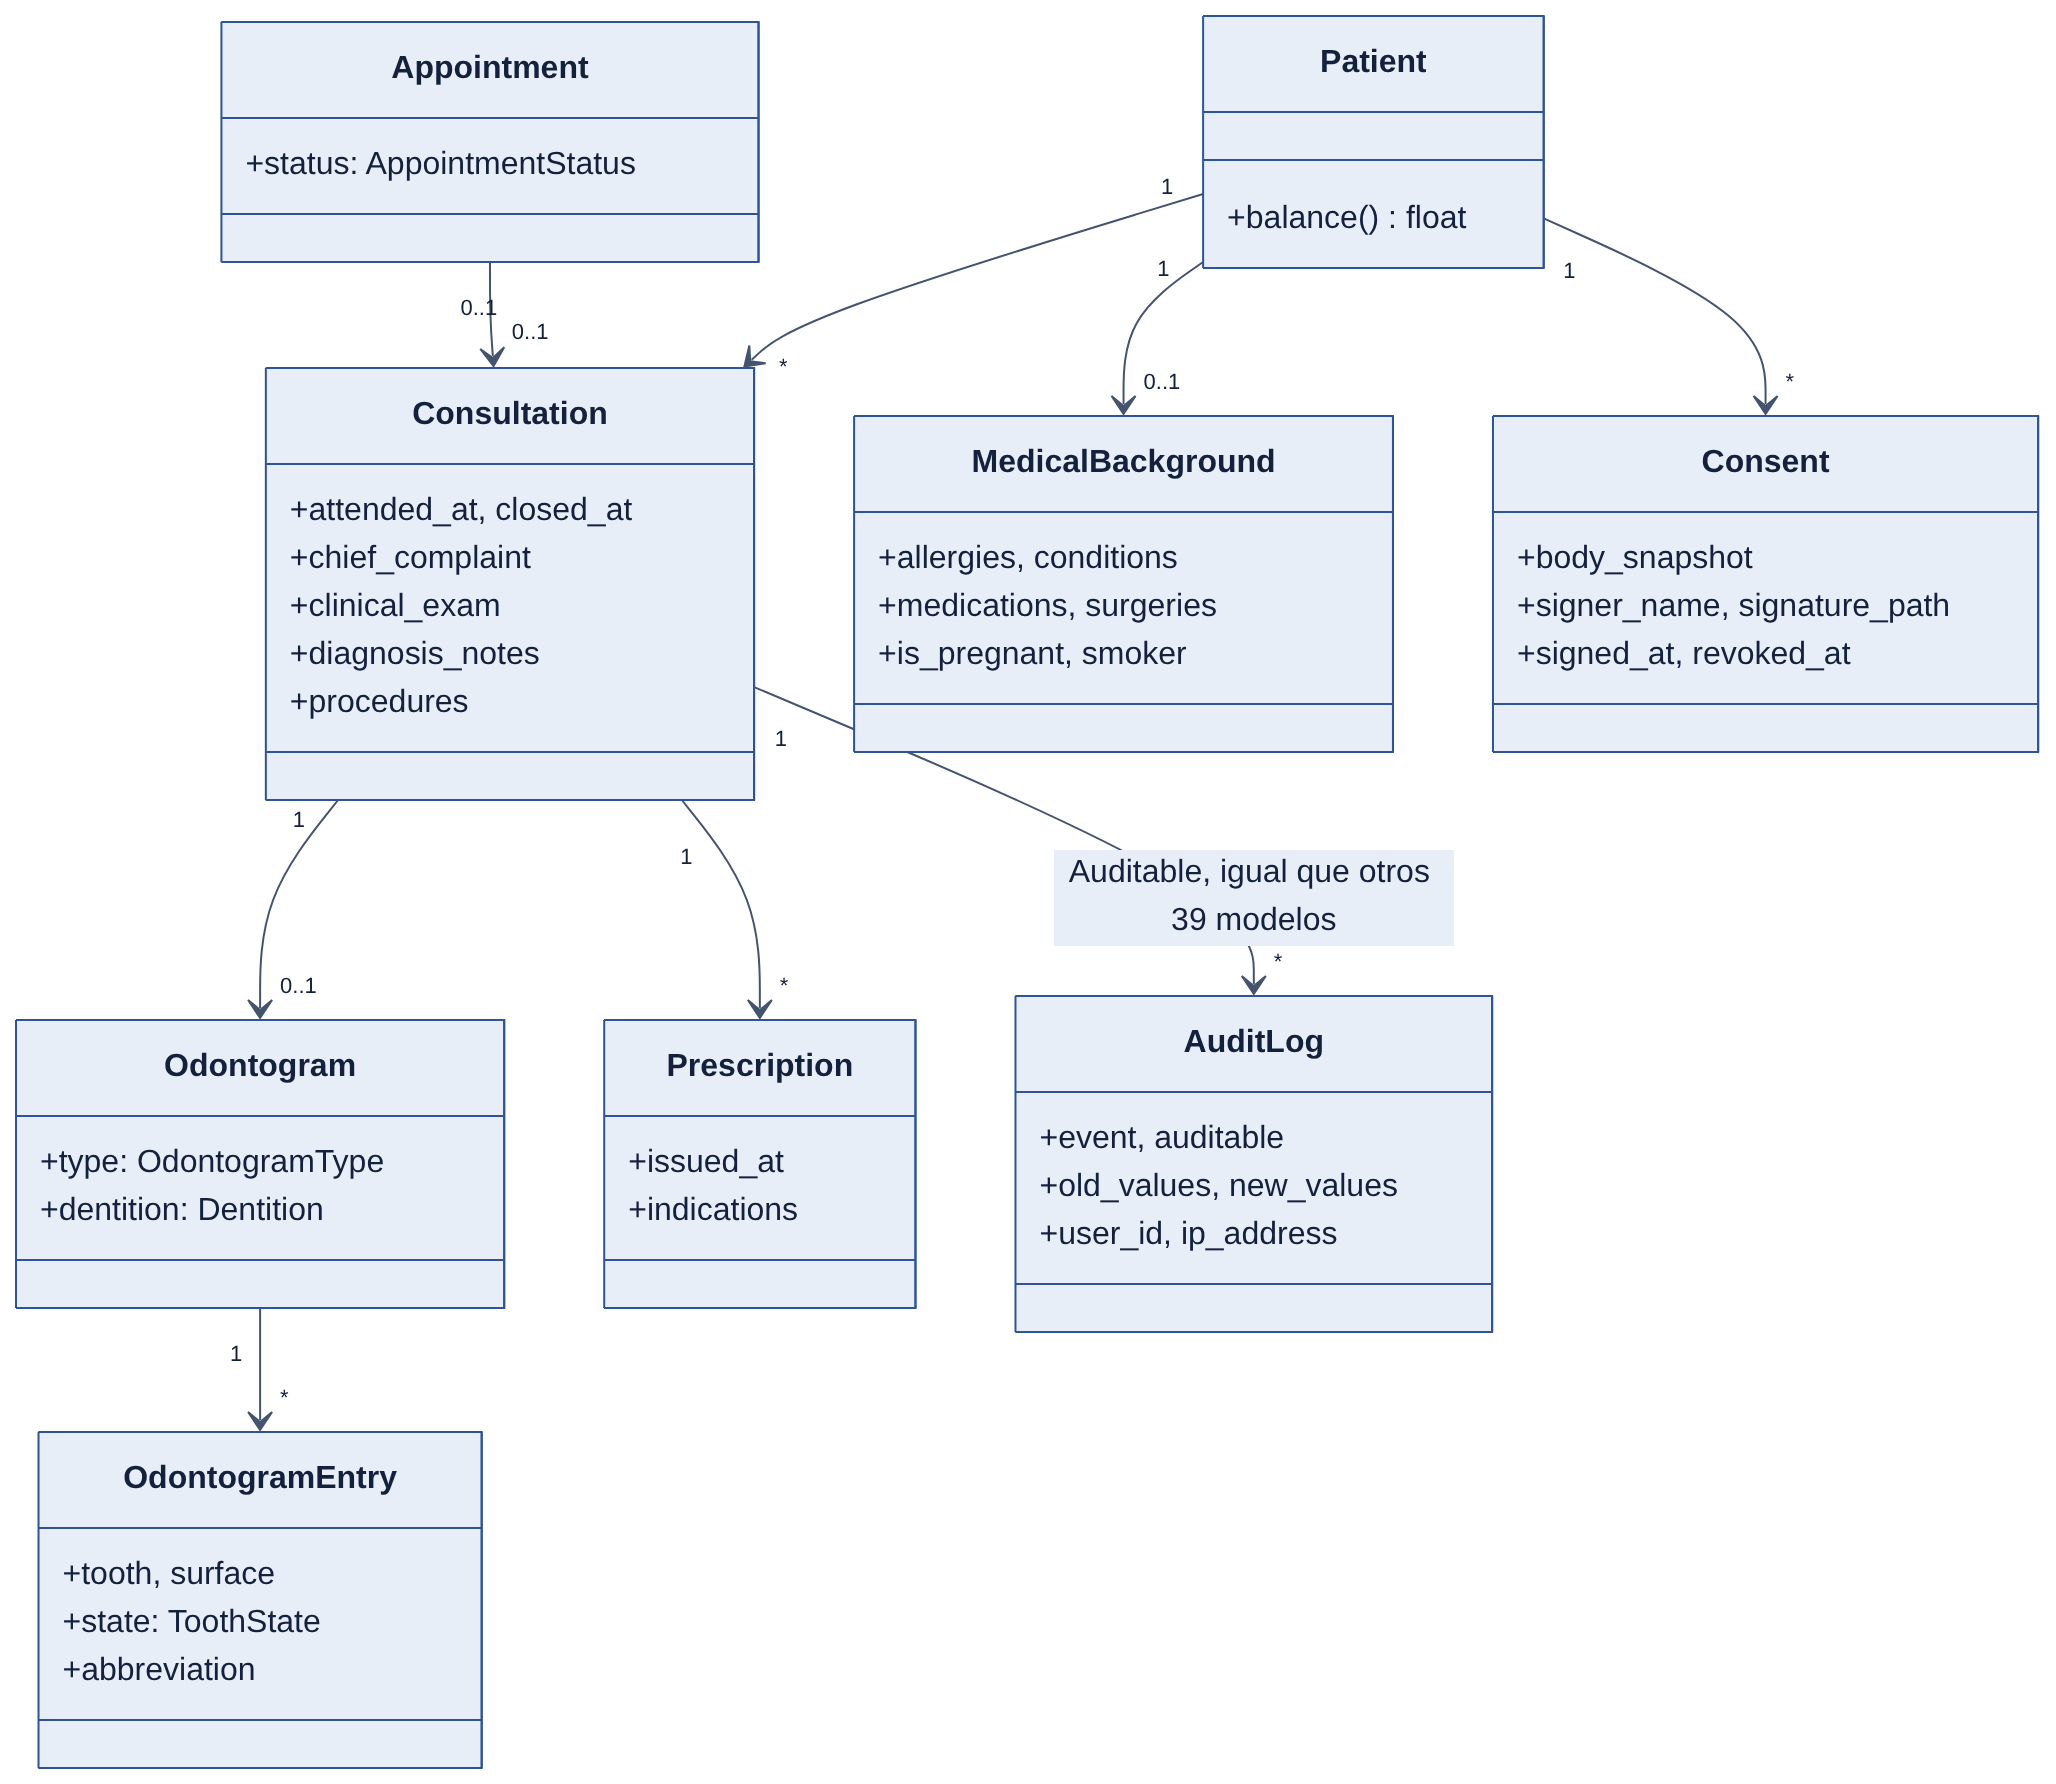 Appointment
+status: AppointmentStatus
Patient
+balance() : float
1
1
1
0..1
0..1
*
0..1
*
Consultation
+attended_at, closed_at
+chief_complaint
+clinical_exam
+diagnosis_notes
+procedures
MedicalBackground
+allergies, conditions
+medications, surgeries
+is_pregnant, smoker
Consent
+body_snapshot
+signer_name, signature_path
+signed_at, revoked_at
1
1
1
Auditable, igual que otros
39 modelos
0..1
*
*
Odontogram
+type: OdontogramType
+dentition: Dentition
Prescription
+issued_at
+indications
AuditLog
+event, auditable
+old_values, new_values
+user_id, ip_address
1
*
OdontogramEntry
+tooth, surface
+state: ToothState
+abbreviation